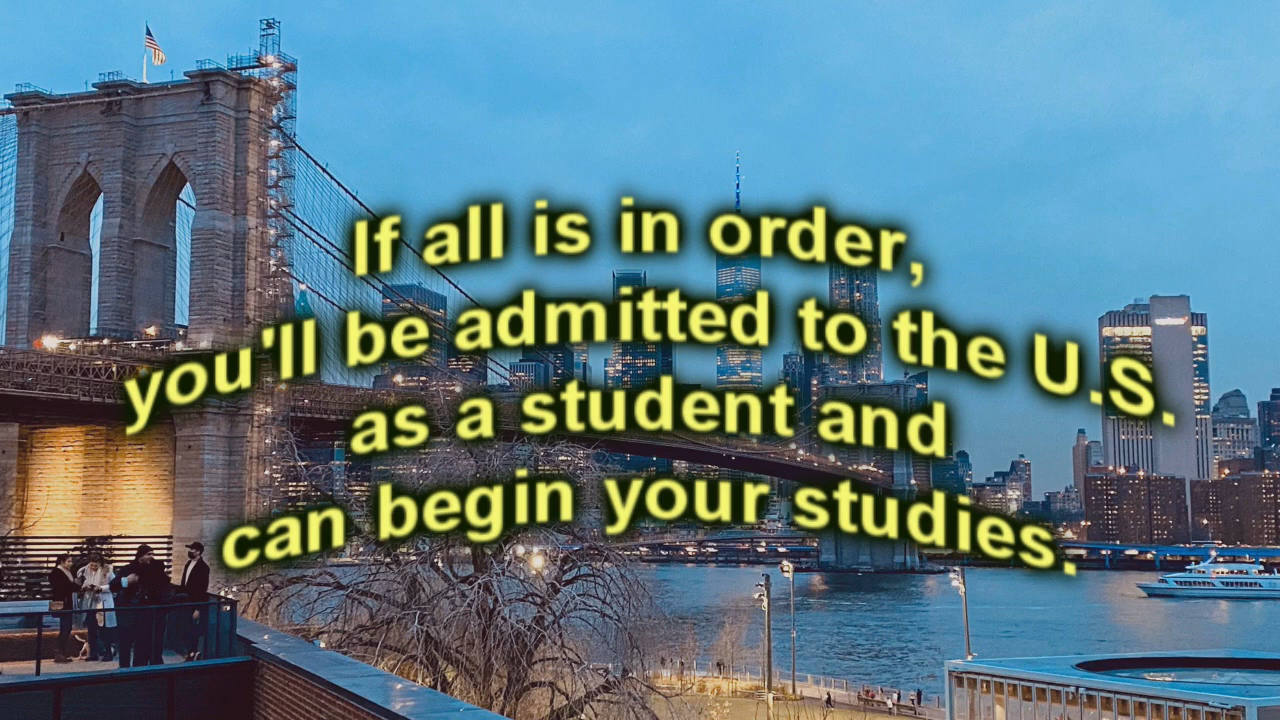 If all is in order,
you'll be admitted to the U.S.
as a student and
can begin your studies.